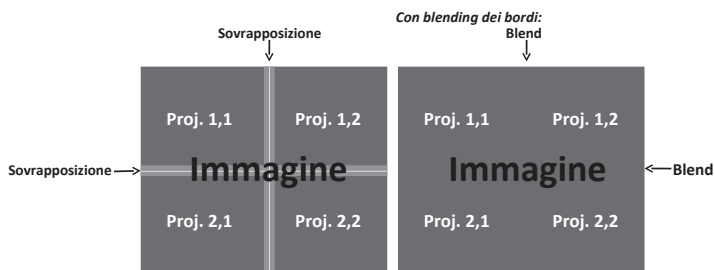 Con blending dei bordi:
Sovrapposizione
Blend
Proj. 1,1
Proj. 1,2
Sovrapposizione
Immagine
Proj. 2,1
Proj. 2,2
Proj. 1,1
Proj. 1,2
Immagine
Blend
Proj. 2,1
Proj. 2,2